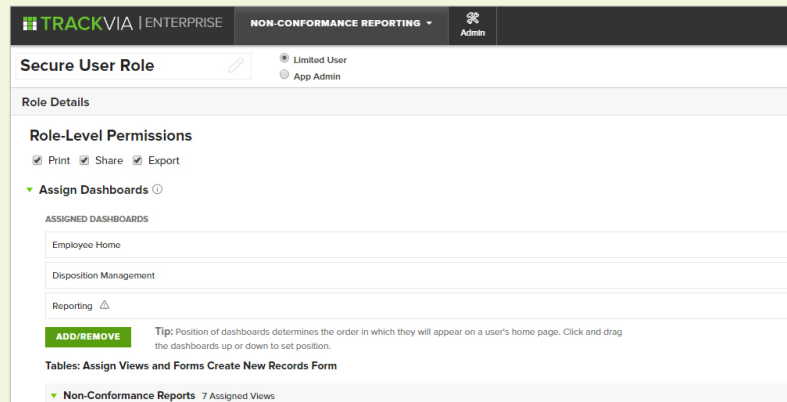 TRACKVIA | ENTERPRISE NON-CONFORMANCE REPORTING Admin
Secure User Role
Limited User
App Admin
Role Details
Role-Level Permissions
Print Share Export
Assign Dashboards
ASSIGNED DASHBOARDS
Employee Home
Disposition Management
Reporting
ADD/REMOVE
Tip: Position of dashboards determines the order in which they will appear on a user's home page. Click and drag
the dashboards up or down to set position.
Tables: Assign Views and Forms Create New Records Form
Non-Conformance Reports 7 Assigned Views